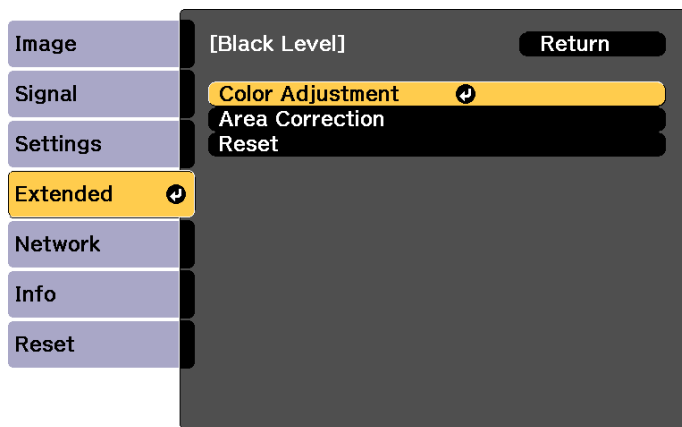 Image
Signal
Settings
Extended
Network
Info
Reset
[Black Level]
Return
Color Adjustment
Area Correction
Reset